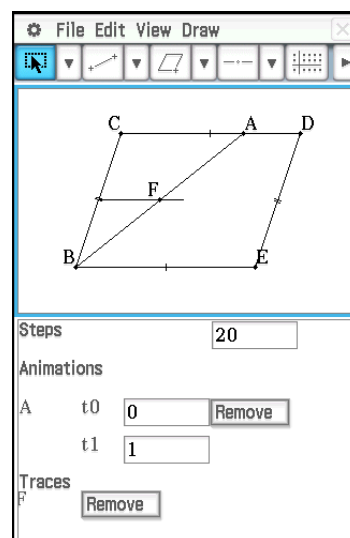 File Edit View Draw
C A D
F
B E
Steps 20
Animations
A t0 0 Remove
t1 1
Traces
F Remove